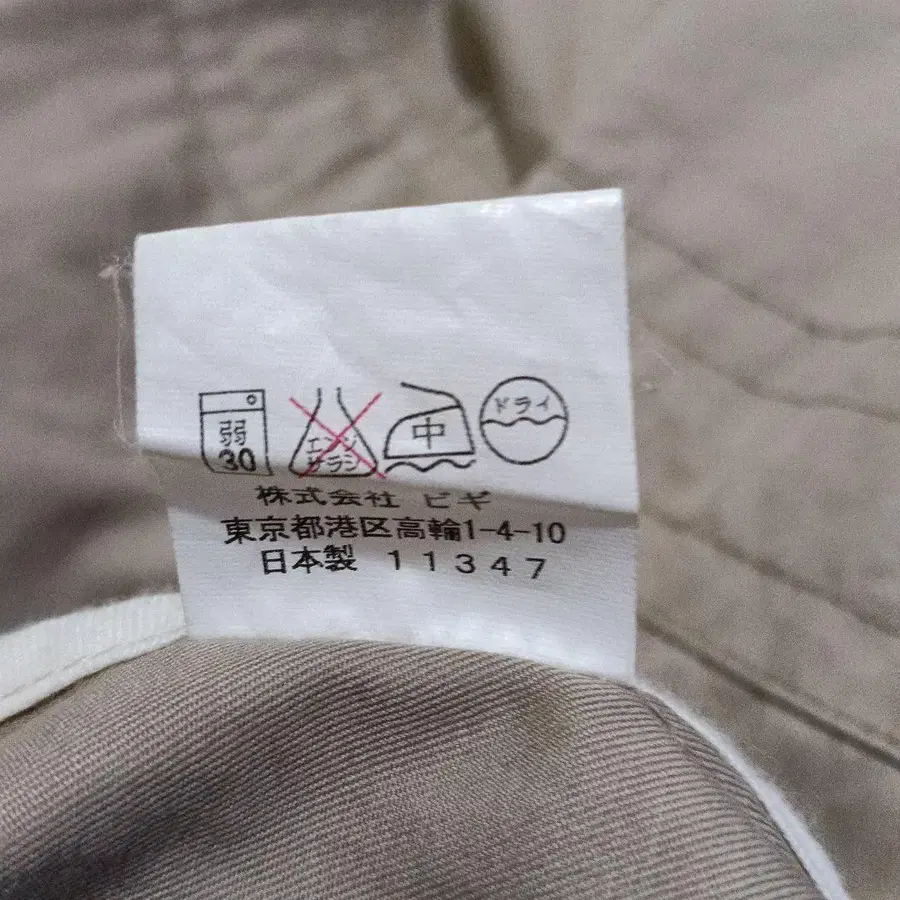 弱
30
エンソ
サラシ
中
ドライ
株式会社 ビギ
東京都港区高輪1-4-10
日本製 11347